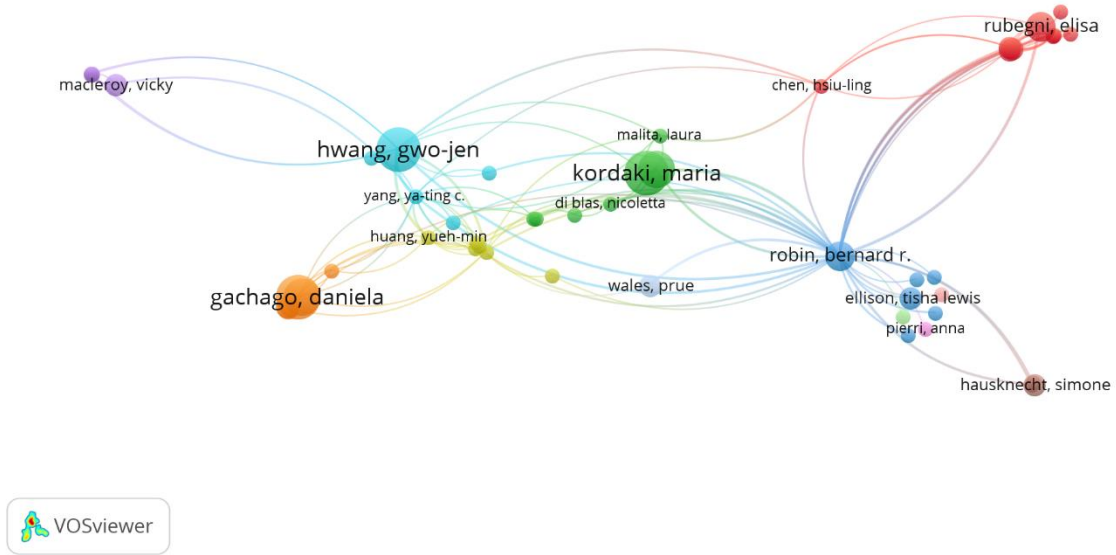 rubegni, elisa
macleroy, vicky
chen, hsiu-ling
malita, laura
hwang, gwo-jen
kordaki, maria
yang, ya-ting c.
di blas, nicoletta
huang, yueh-min
robin, bernard r.
wales, prue
gachago, daniela
ellison, tisha lewis
pierri, anna
hausknecht, simone
VOSviewer